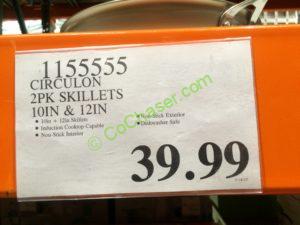 1155555
CIRCULON
2PK SKILLETS
10IN & 12IN
• 10in + 12in Skillets
• Induction Cooktop Capable
• Non-Stick Interior
• Non-Stick Exterior
• Dishwasher Safe
CoChaser.com
39.99